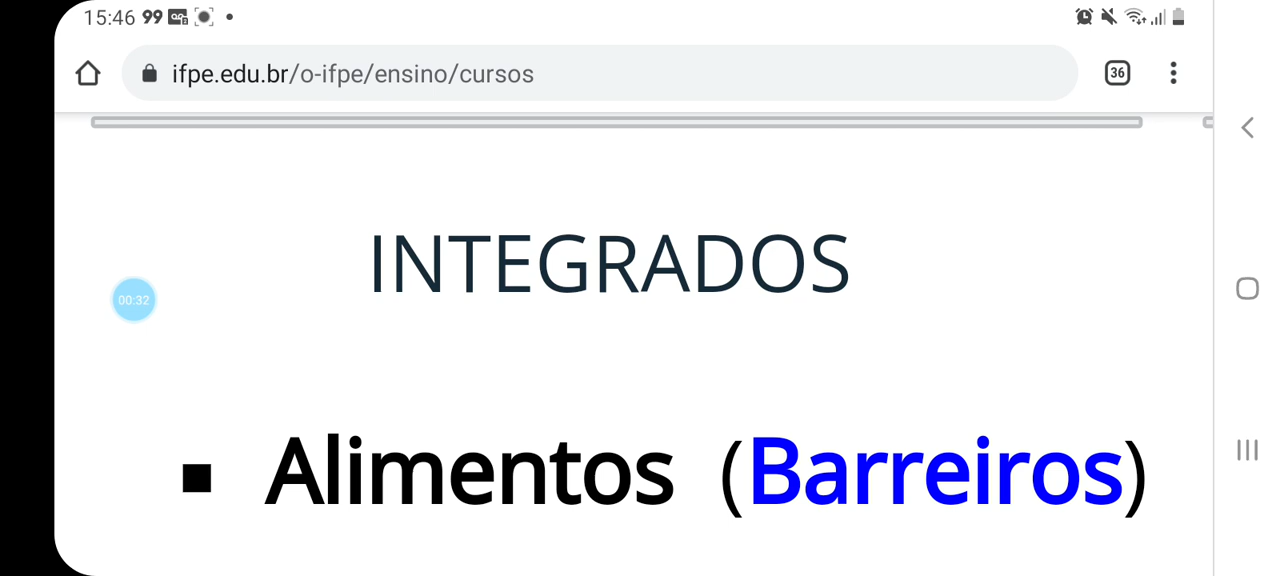 15:46 99
ifpe.edu.br/o-ifpe/ensino/cursos 36
INTEGRADOS
00:32
▪ Alimentos (Barreiros)